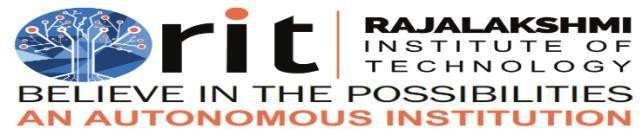 rit
RAJALAKSHMI
INSTITUTE OF
TECHNOLOGY
BELIEVE IN THE POSSIBILITIES
AN AUTONOMOUS INSTITUTION